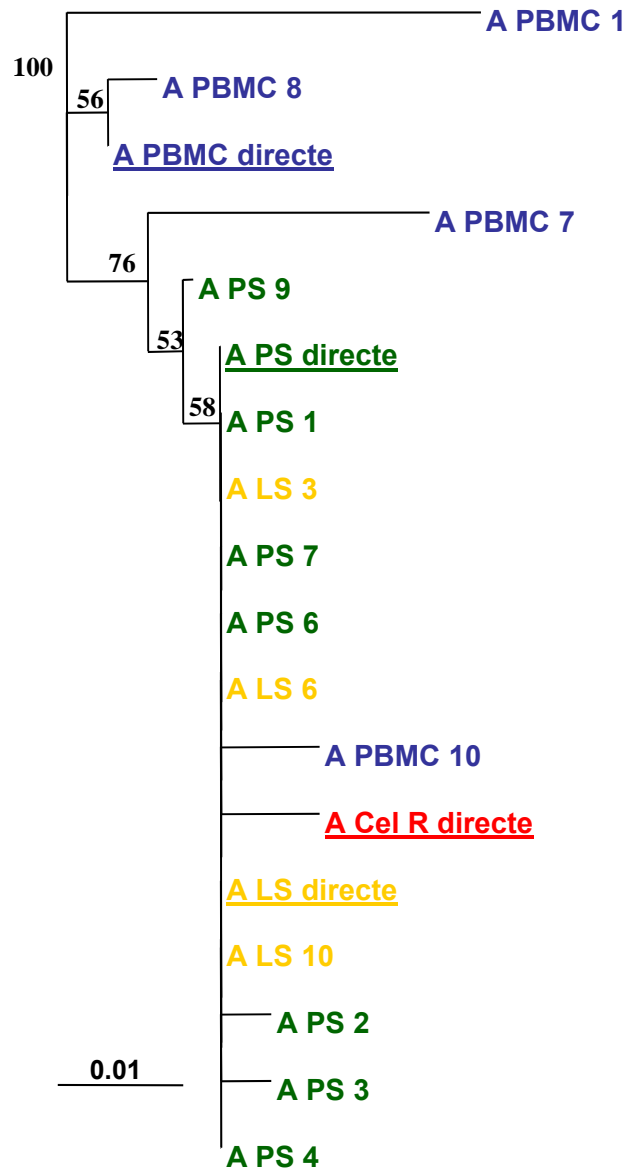 A PBMC 1
100
A PBMC 8
56
A PBMC directe
A PBMC 7
76
A PS 9
53
A PS directe
58
A PS 1
A LS 3
A PS 7
A PS 6
A LS 6
A PBMC 10
A Cel R directe
A LS directe
A LS 10
A PS 2
0.01
A PS 3
A PS 4